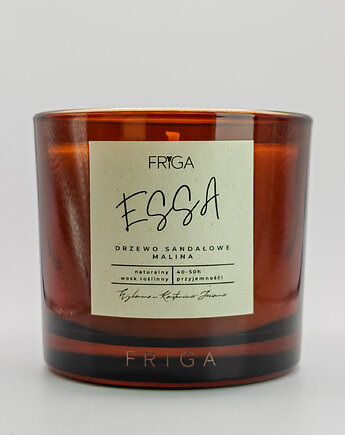 FRIGA
ESSA
DRZEWO SANDAŁOWE
MALINA
naturalny
wosk roślinny
40-50h
przyjemności
FRIGA